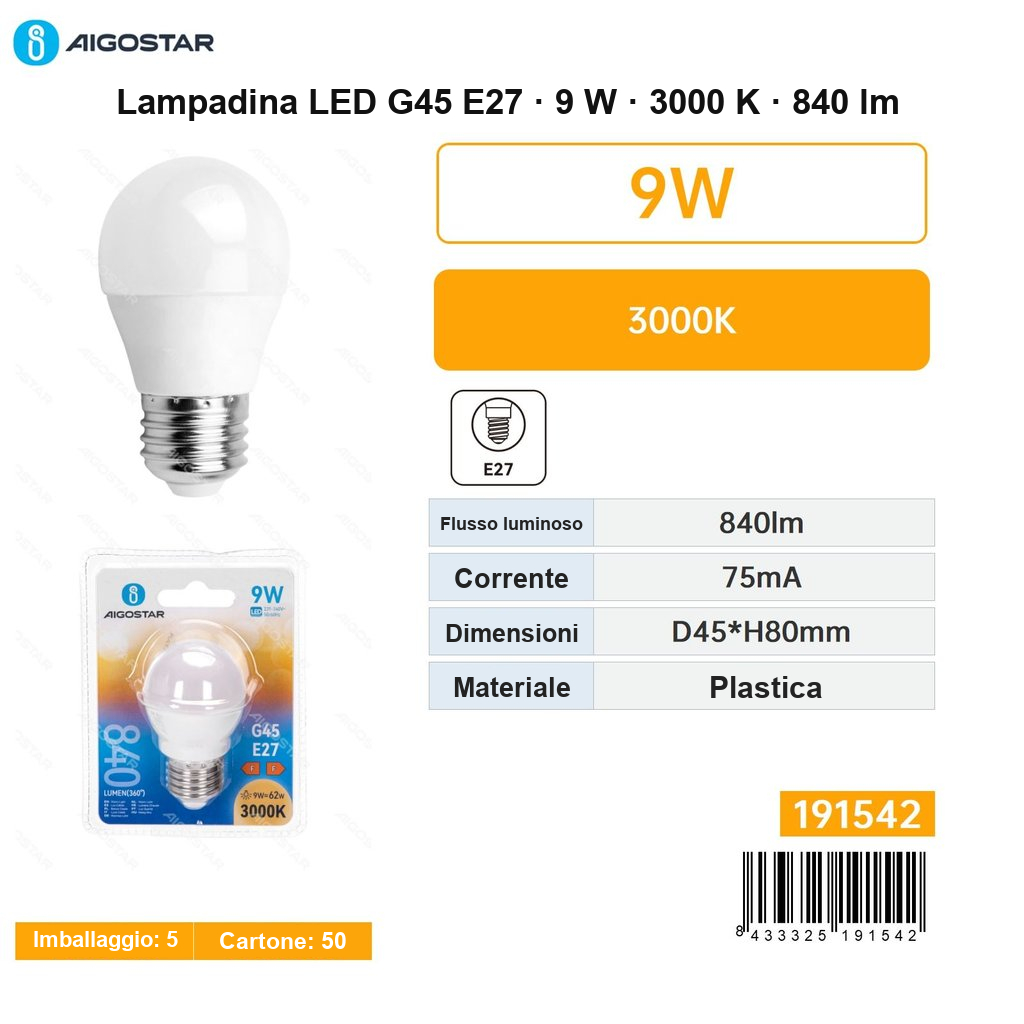 AIGOSTAR
Lampadina LED G45 E27 · 9 W · 3000 K · 840 lm
9W
3000K
E27
Flusso luminoso 840lm
Corrente 75mA
Dimensioni D45*H80mm
Materiale Plastica
AIGOSTAR
9W
LED
840
LUMEN(360°)
G45
E27
F F
9W≈62W
3000K
191542
8 433325 191542
Imballaggio: 5
Cartone: 50